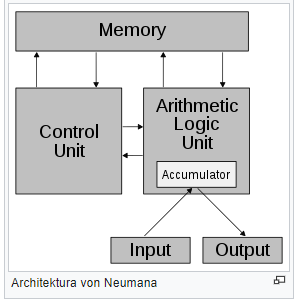 Memory
Control
Unit
Arithmetic
Logic
Unit
Accumulator
Input
Output
Architektura von Neumana